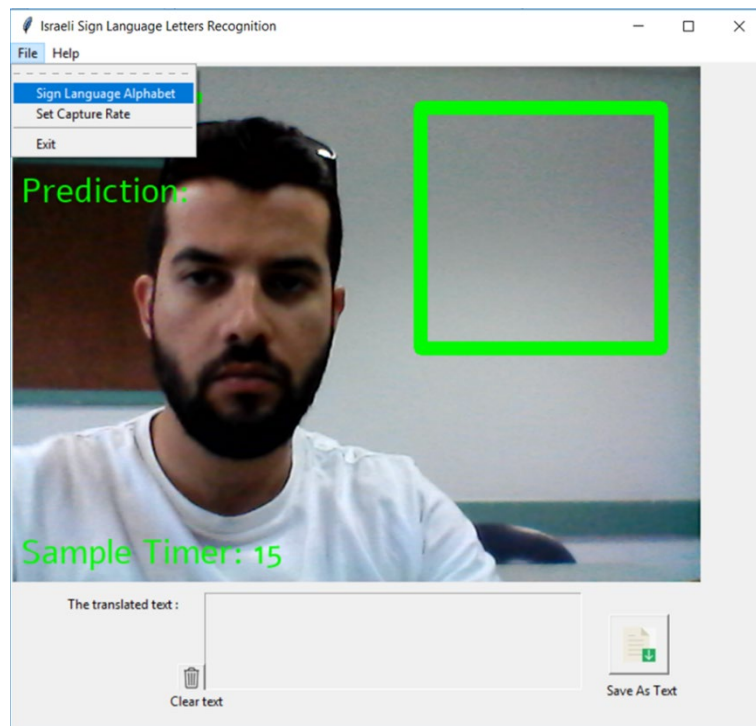 Israeli Sign Language Letters Recognition
File Help
Sign Language Alphabet
Set Capture Rate
Exit
Prediction:
Sample Timer: 15
The translated text :
Clear text
Save As Text